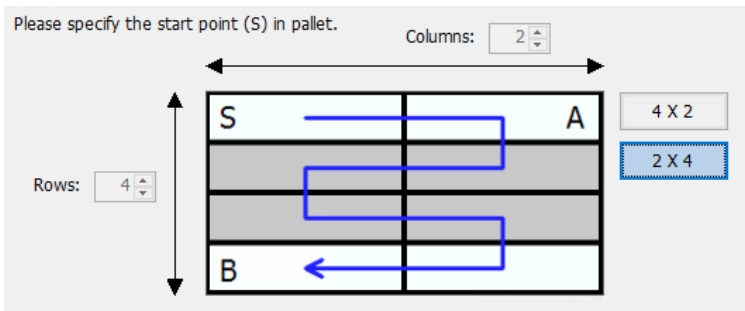 Please specify the start point (S) in pallet.
Columns: 2
S A 4 X 2
2 X 4
Rows: 4
B